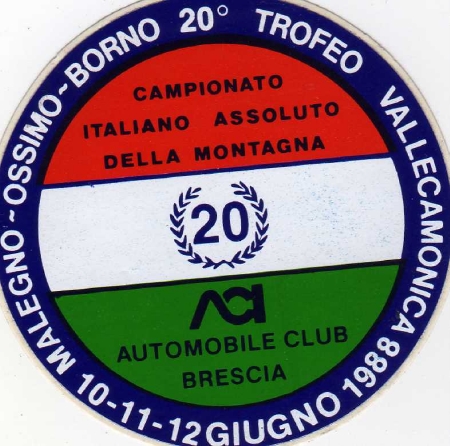 MALEGNO ~ OSSIMO ~ BORNO 20° TROFEO VALLECAMONICA
CAMPIONATO
ITALIANO ASSOLUTO
DELLA MONTAGNA
20
ACI
AUTOMOBILE CLUB
BRESCIA
10-11-12 GIUGNO 1988